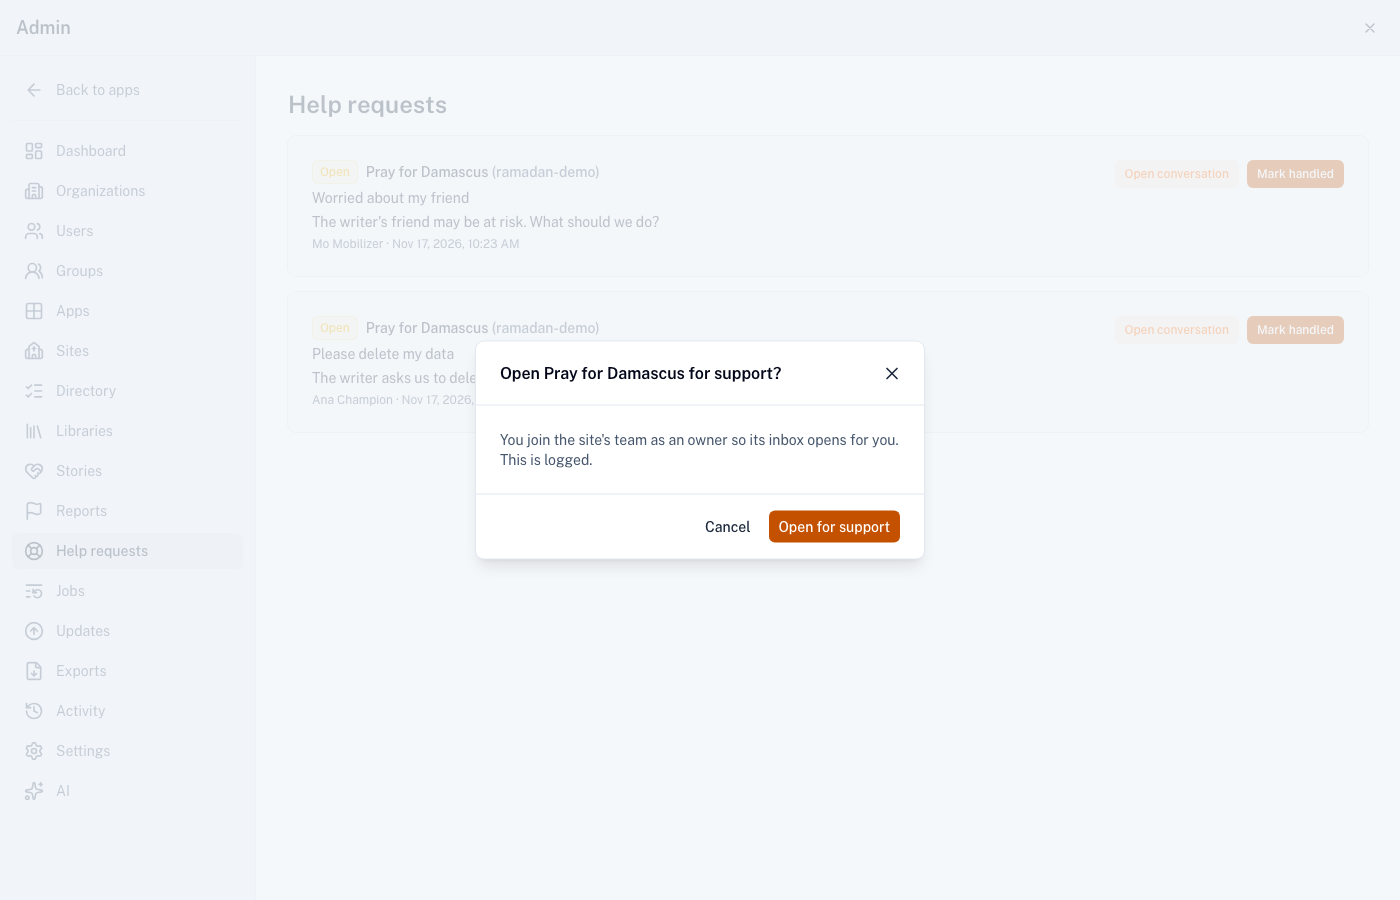 Admin
Back to apps
Dashboard
Organizations
Users
Groups
Apps
Sites
Directory
Libraries
Stories
Reports
Help requests
Jobs
Updates
Exports
Activity
Settings
AI
Help requests
Open Pray for Damascus (ramadan-demo)
Open conversation
Mark handled
Worried about my friend
The writer's friend may be at risk. What should we do?
Mo Mobilizer · Nov 17, 2026, 10:23 AM
Open Pray for Damascus (ramadan-demo)
Open conversation
Mark handled
Please delete my data
The writer asks us to dele
Ana Champion · Nov 17, 2026,
Open Pray for Damascus for support?
You join the site's team as an owner so its inbox opens for you.
This is logged.
Cancel
Open for support